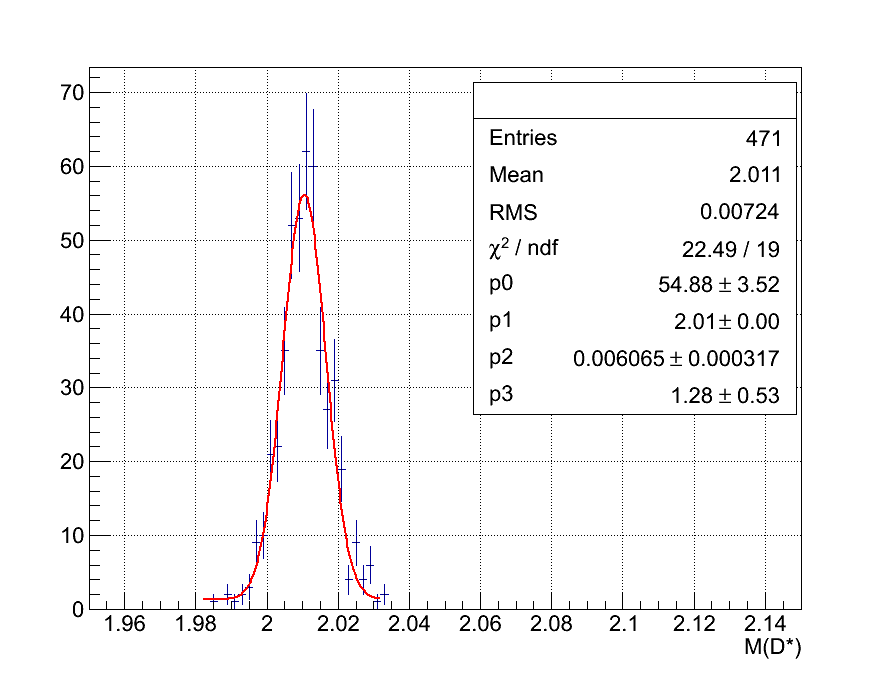 70
60
50
40
30
20
10
0
Entries 471
Mean 2.011
RMS 0.00724
χ² / ndf 22.49 / 19
p0 54.88 ± 3.52
p1 2.01 ± 0.00
p2 0.006065 ± 0.000317
p3 1.28 ± 0.53
1.96 1.98 2 2.02 2.04 2.06 2.08 2.1 2.12 2.14
M(D*)